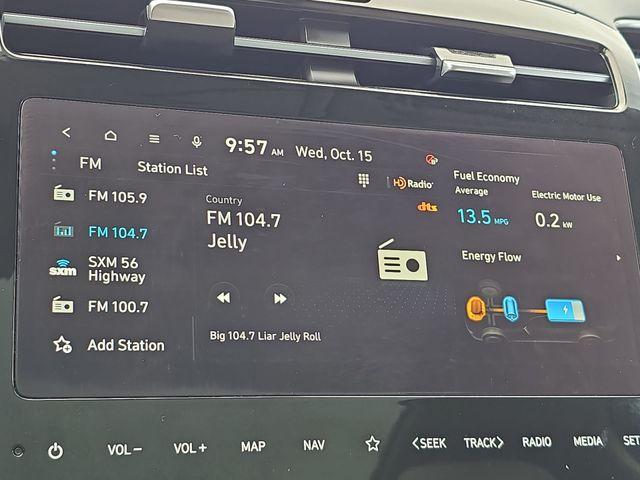 9:57 AM Wed, Oct. 15
FM Station List
FM 105.9
FM 104.7
SXM 56
Highway
FM 100.7
Add Station
sxm
Country
FM 104.7
Jelly
Big 104.7 Liar Jelly Roll
HD Radio
dts
Fuel Economy
Average
13.5 MPG
Electric Motor Use
0.2 kW
Energy Flow
VOL− VOL+ MAP NAV <SEEK TRACK> RADIO MEDIA SET